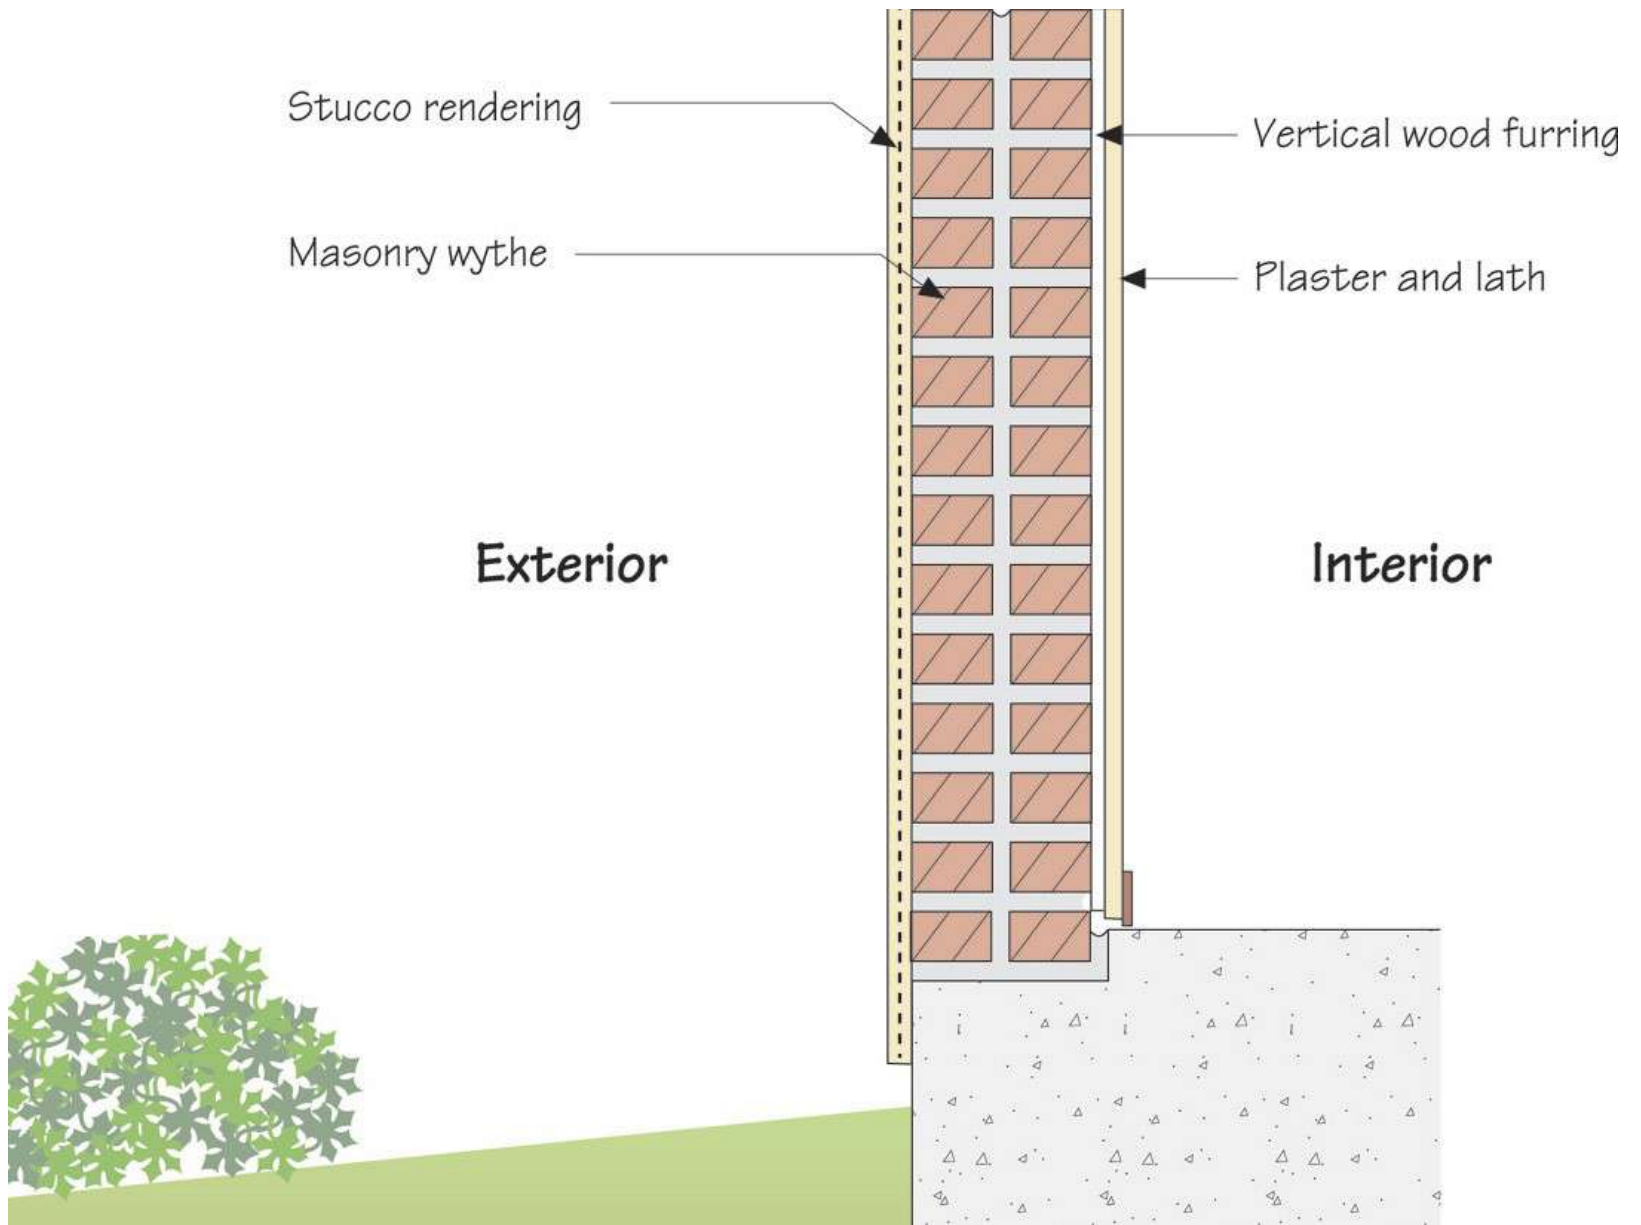 Stucco rendering
Vertical wood furring
Masonry wythe
Plaster and lath
Exterior
Interior